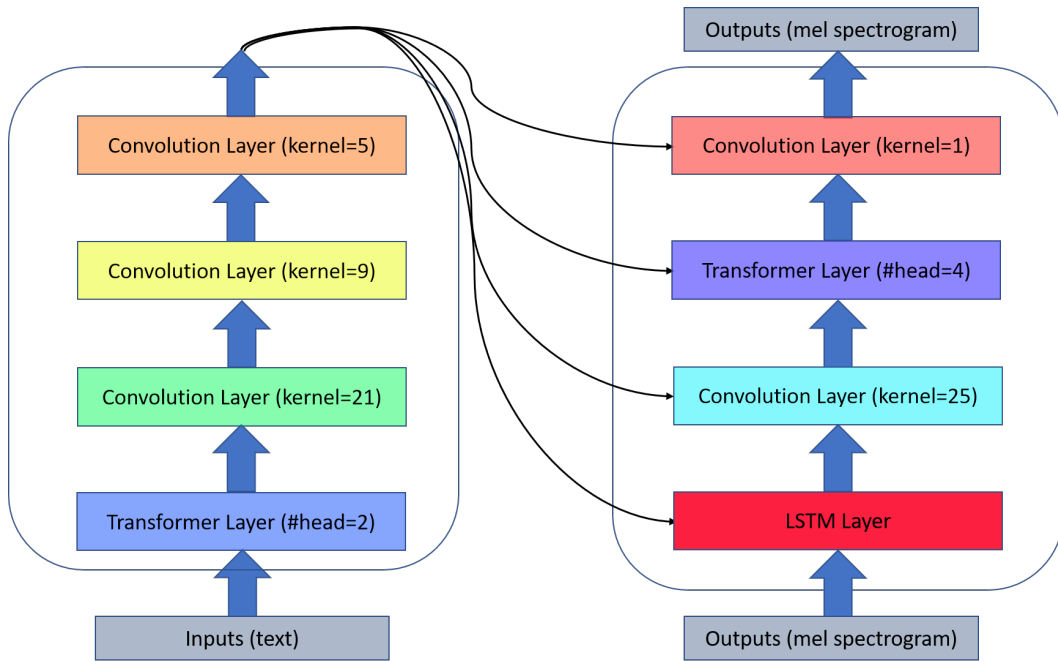 Outputs (mel spectrogram)
Convolution Layer (kernel=5)
Convolution Layer (kernel=1)
Convolution Layer (kernel=9)
Transformer Layer (#head=4)
Convolution Layer (kernel=21)
Convolution Layer (kernel=25)
Transformer Layer (#head=2)
LSTM Layer
Inputs (text)
Outputs (mel spectrogram)